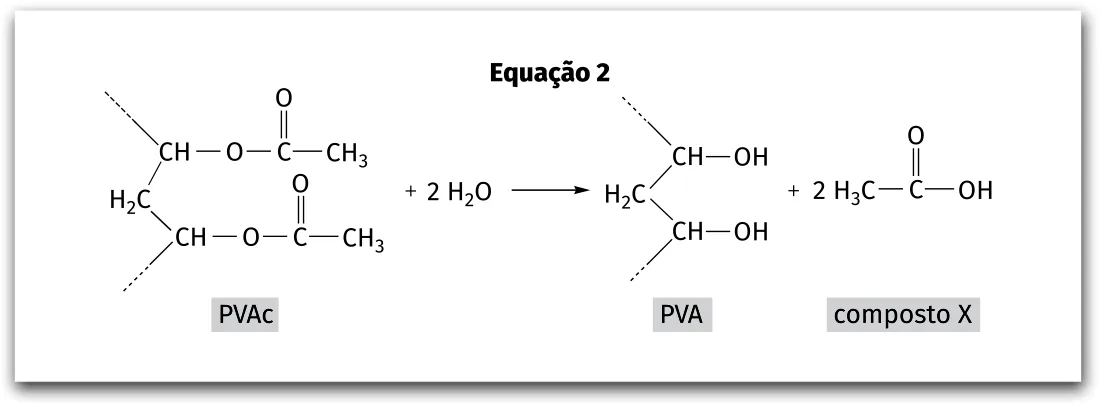 Equação 2
O
CH — O — C — CH₃
O
H₂C
CH — O — C — CH₃
+ 2 H₂O
CH — OH
H₂C
CH — OH
O
+ 2 H₃C — C — OH
PVAc
PVA
composto X